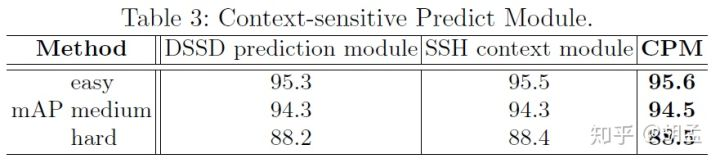 Table 3: Context-sensitive Predict Module.
Method DSSD prediction module SSH context module CPM
easy 95.3 95.5 95.6
mAP medium 94.3 94.3 94.5
hard 88.2 88.4 88.5
知乎 @胡孟